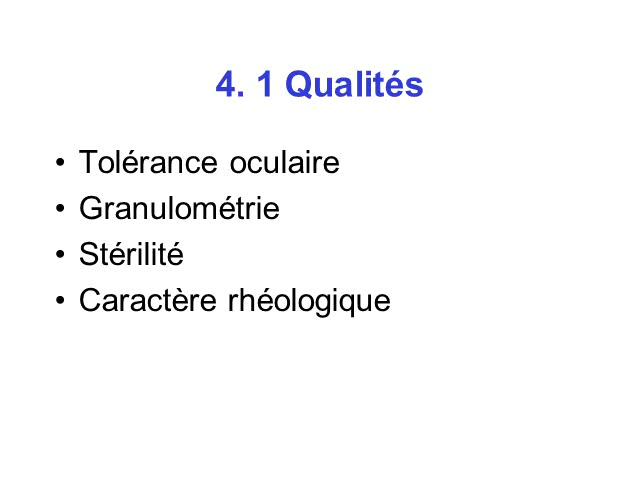 4. 1 Qualités
• Tolérance oculaire
• Granulométrie
• Stérilité
• Caractère rhéologique